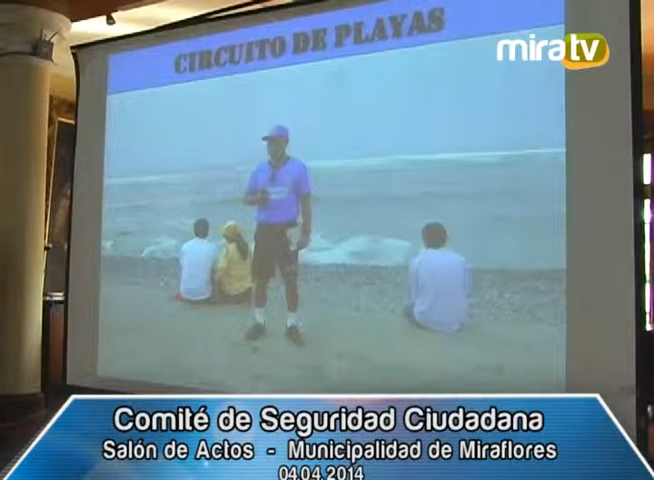 CIRCUITO DE PLAYAS
miratv
Comité de Seguridad Ciudadana
Salón de Actos - Municipalidad de Miraflores
04.04.2014